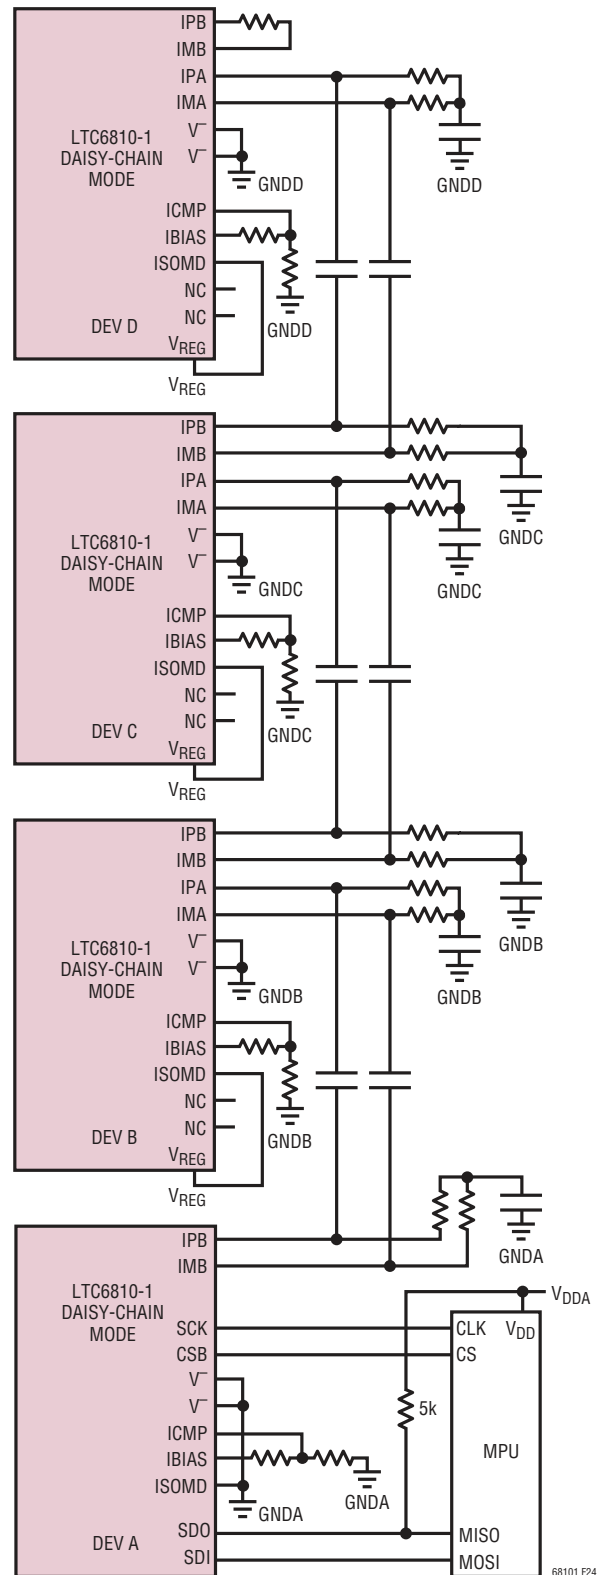 IPB
IMB
IPA
IMA
LTC6810-1
DAISY-CHAIN
MODE
V–
V–
GNDD
GNDD
ICMP
IBIAS
ISOMD
NC
NC
GNDD
DEV D
VREG
VREG
IPB
IMB
IPA
IMA
GNDC
LTC6810-1
DAISY-CHAIN
MODE
V–
V–
GNDC
GNDC
ICMP
IBIAS
ISOMD
NC
NC
GNDC
DEV C
VREG
VREG
IPB
IMB
IPA
IMA
GNDB
LTC6810-1
DAISY-CHAIN
MODE
V–
V–
GNDB
GNDB
ICMP
IBIAS
ISOMD
NC
NC
GNDB
DEV B
VREG
VREG
IPB
IMB
GNDA
LTC6810-1
DAISY-CHAIN
MODE
VDDA
SCK
CSB
CLK
VDD
CS
V–
V–
5k
ICMP
IBIAS
ISOMD
GNDA
GNDA
MPU
DEV A
SDO
SDI
MISO
MOSI
68101 F24